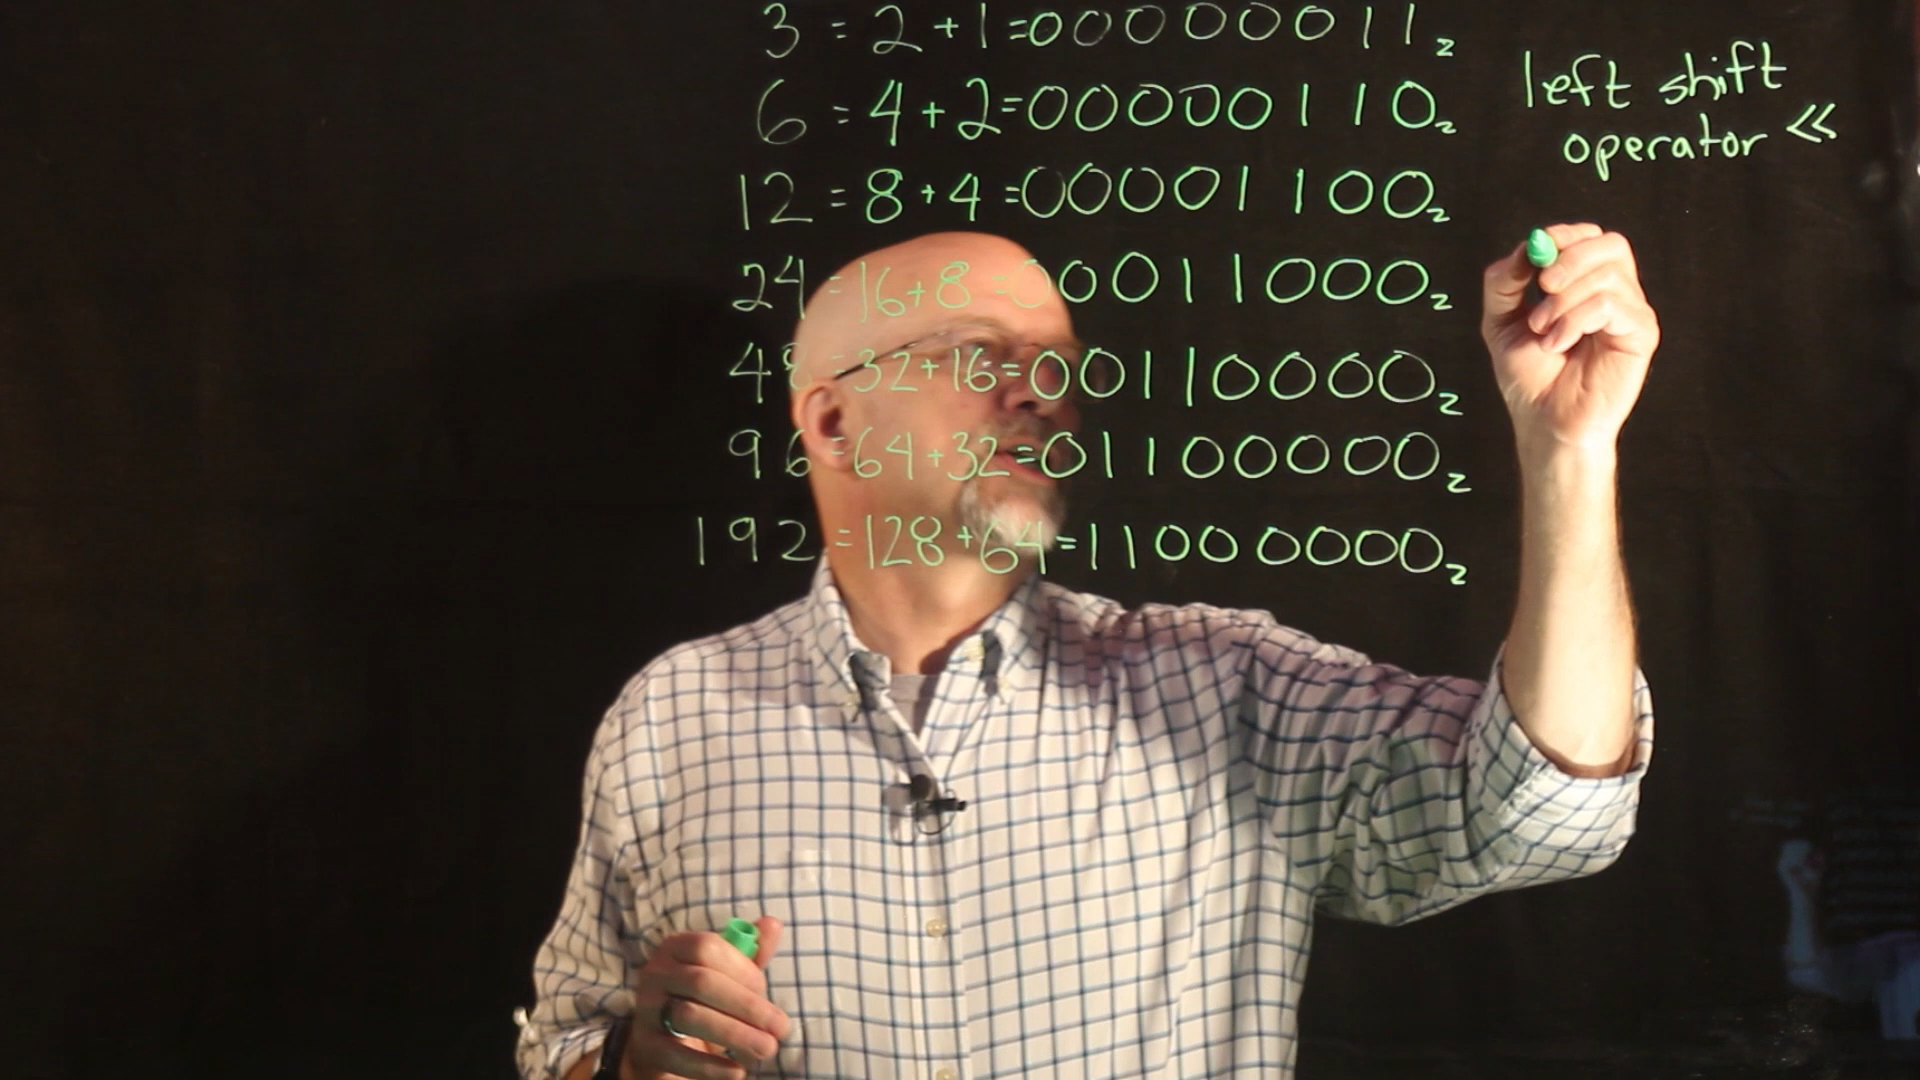 3 = 2 + 1 = 00000011₂
6 = 4 + 2 = 00000110₂
12 = 8 + 4 = 00001100₂
24 = 16 + 8 = 00011000₂
48 = 32 + 16 = 00110000₂
96 = 64 + 32 = 01100000₂
192 = 128 + 64 = 11000000₂
left shift
operator <<